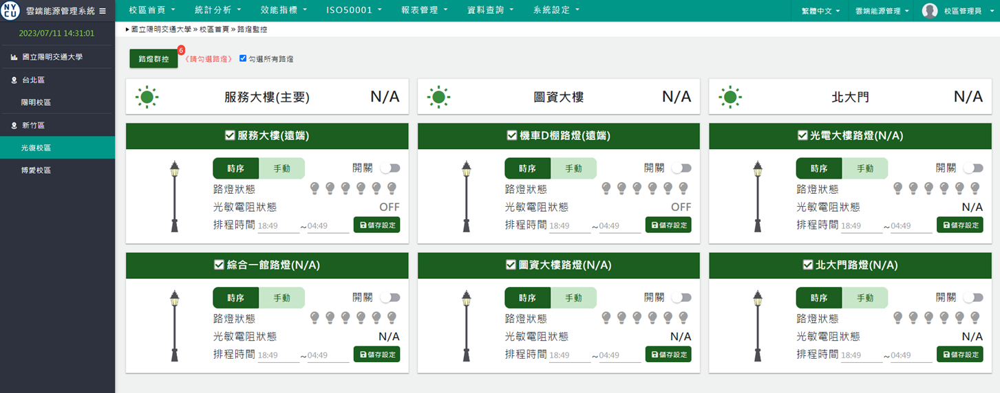 NY
CU
雲端能源管理系統
校區首頁
統計分析
效能指標
ISO50001
報表管理
資料查詢
系統設定
繁體中文
雲端能源管理
校區管理員
2023/07/11 14:31:01
國立陽明交通大學
台北區
陽明校區
新竹區
光復校區
博愛校區
國立陽明交通大學 » 校區首頁 » 路燈監控
路燈群控
6
《請勾選路燈》
勾選所有路燈
服務大樓(主要)
N/A
圖資大樓
N/A
北大門
N/A
服務大樓(遠端)
時序
手動
開關
路燈狀態
光敏電阻狀態
OFF
排程時間 18:49 ~ 04:49
儲存設定
機車D棚路燈(遠端)
時序
手動
開關
路燈狀態
光敏電阻狀態
OFF
排程時間 18:49 ~ 04:49
儲存設定
光電大樓路燈(N/A)
時序
手動
開關
路燈狀態
光敏電阻狀態
N/A
排程時間 18:49 ~ 04:49
儲存設定
綜合一館路燈(N/A)
時序
手動
開關
路燈狀態
光敏電阻狀態
N/A
排程時間 18:49 ~ 04:49
儲存設定
圖資大樓路燈(N/A)
時序
手動
開關
路燈狀態
光敏電阻狀態
N/A
排程時間 18:49 ~ 04:49
儲存設定
北大門路燈(N/A)
時序
手動
開關
路燈狀態
光敏電阻狀態
N/A
排程時間 18:49 ~ 04:49
儲存設定